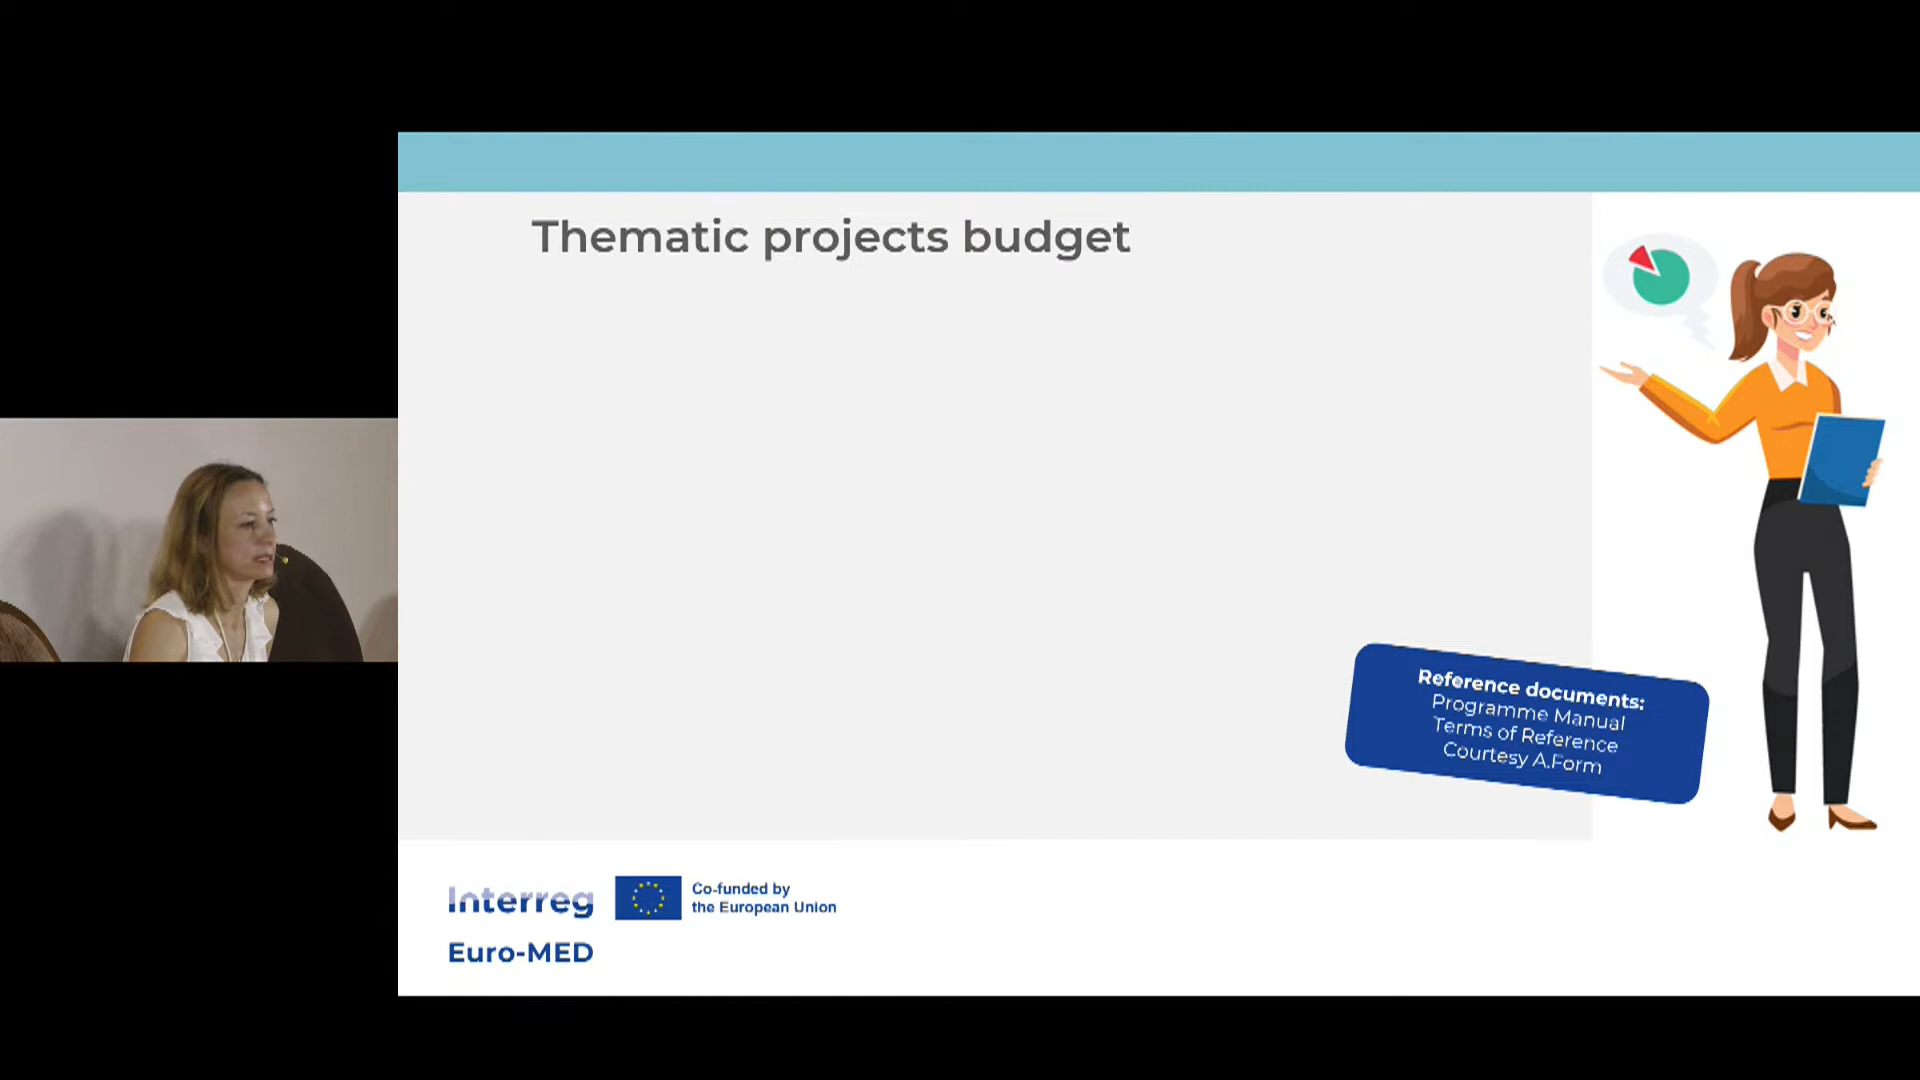 Thematic projects budget
Reference documents:
Programme Manual
Terms of Reference
Courtesy A.Form
Interreg
Co-funded by
the European Union
Euro-MED